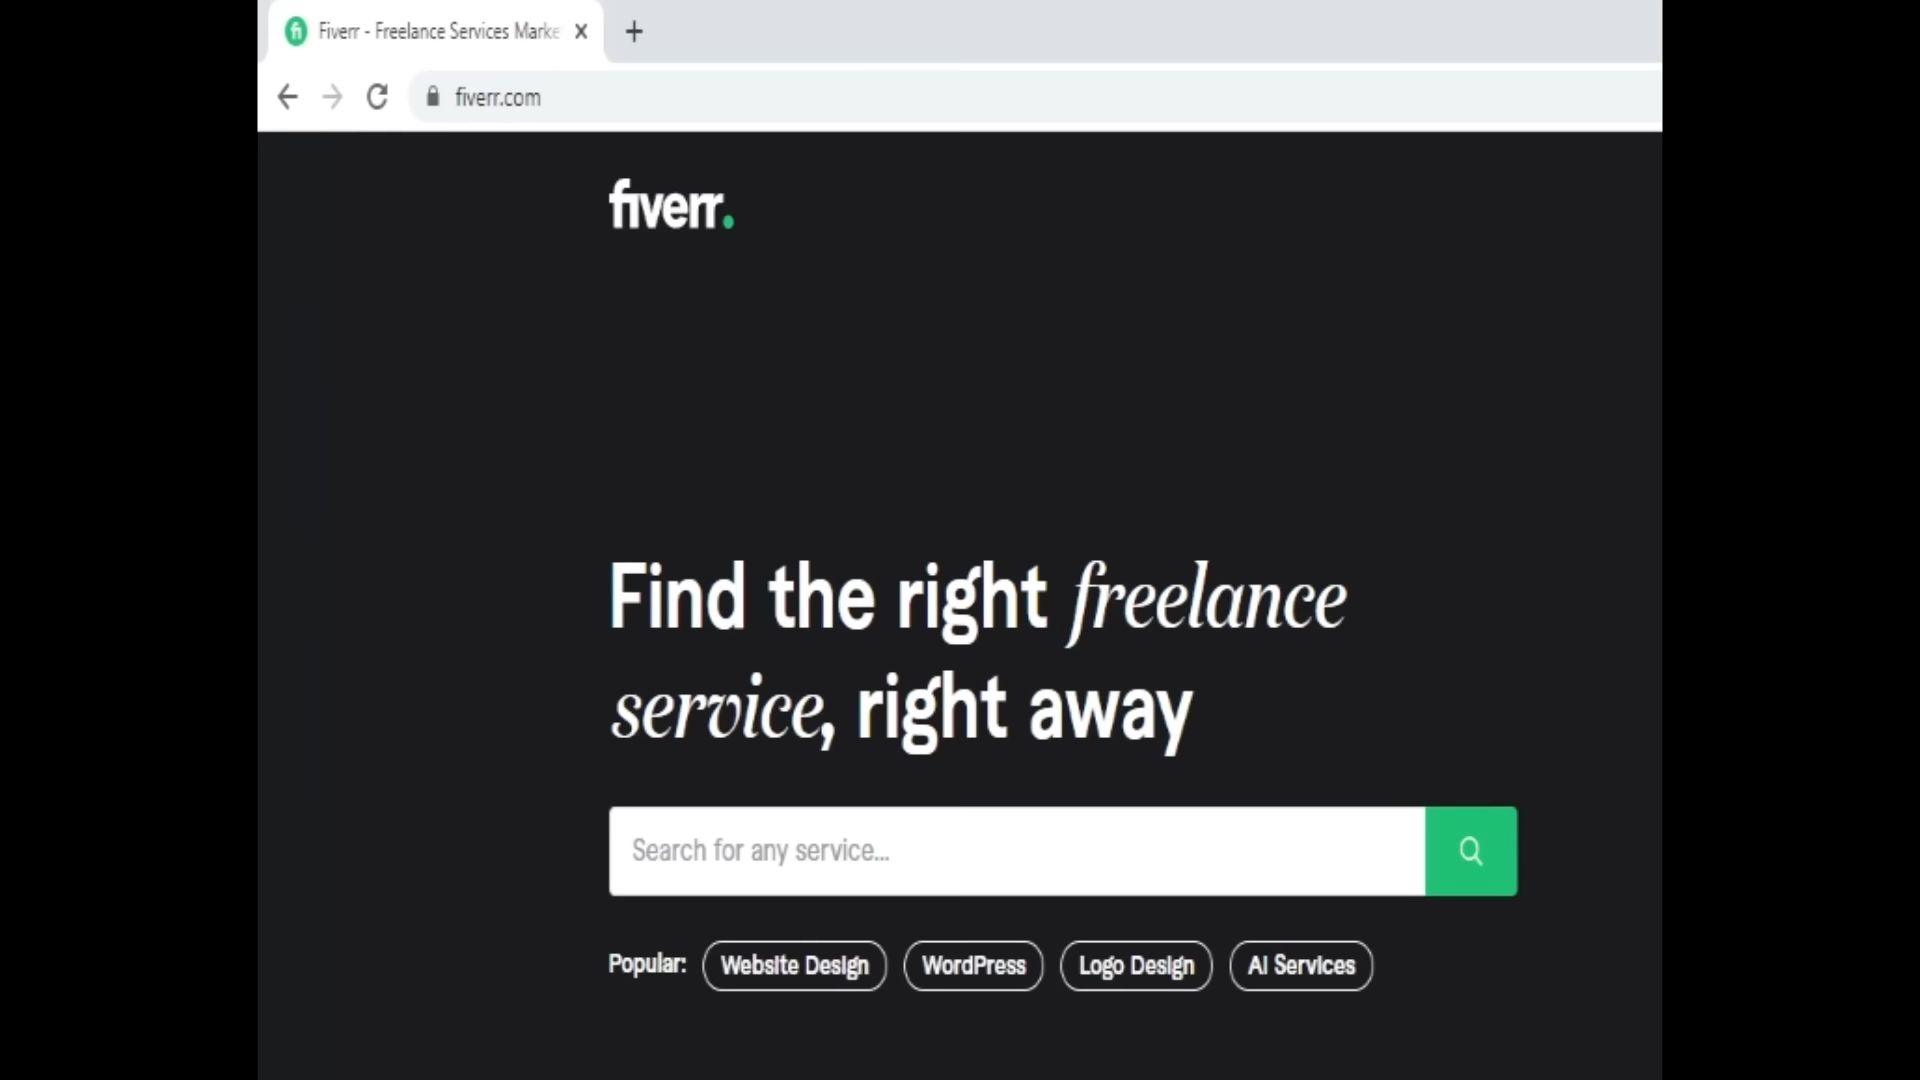 Fiverr - Freelance Services Marke
fiverr.com
fiverr.
Find the right freelance
service, right away
Search for any service...
Popular: Website Design WordPress Logo Design AI Services